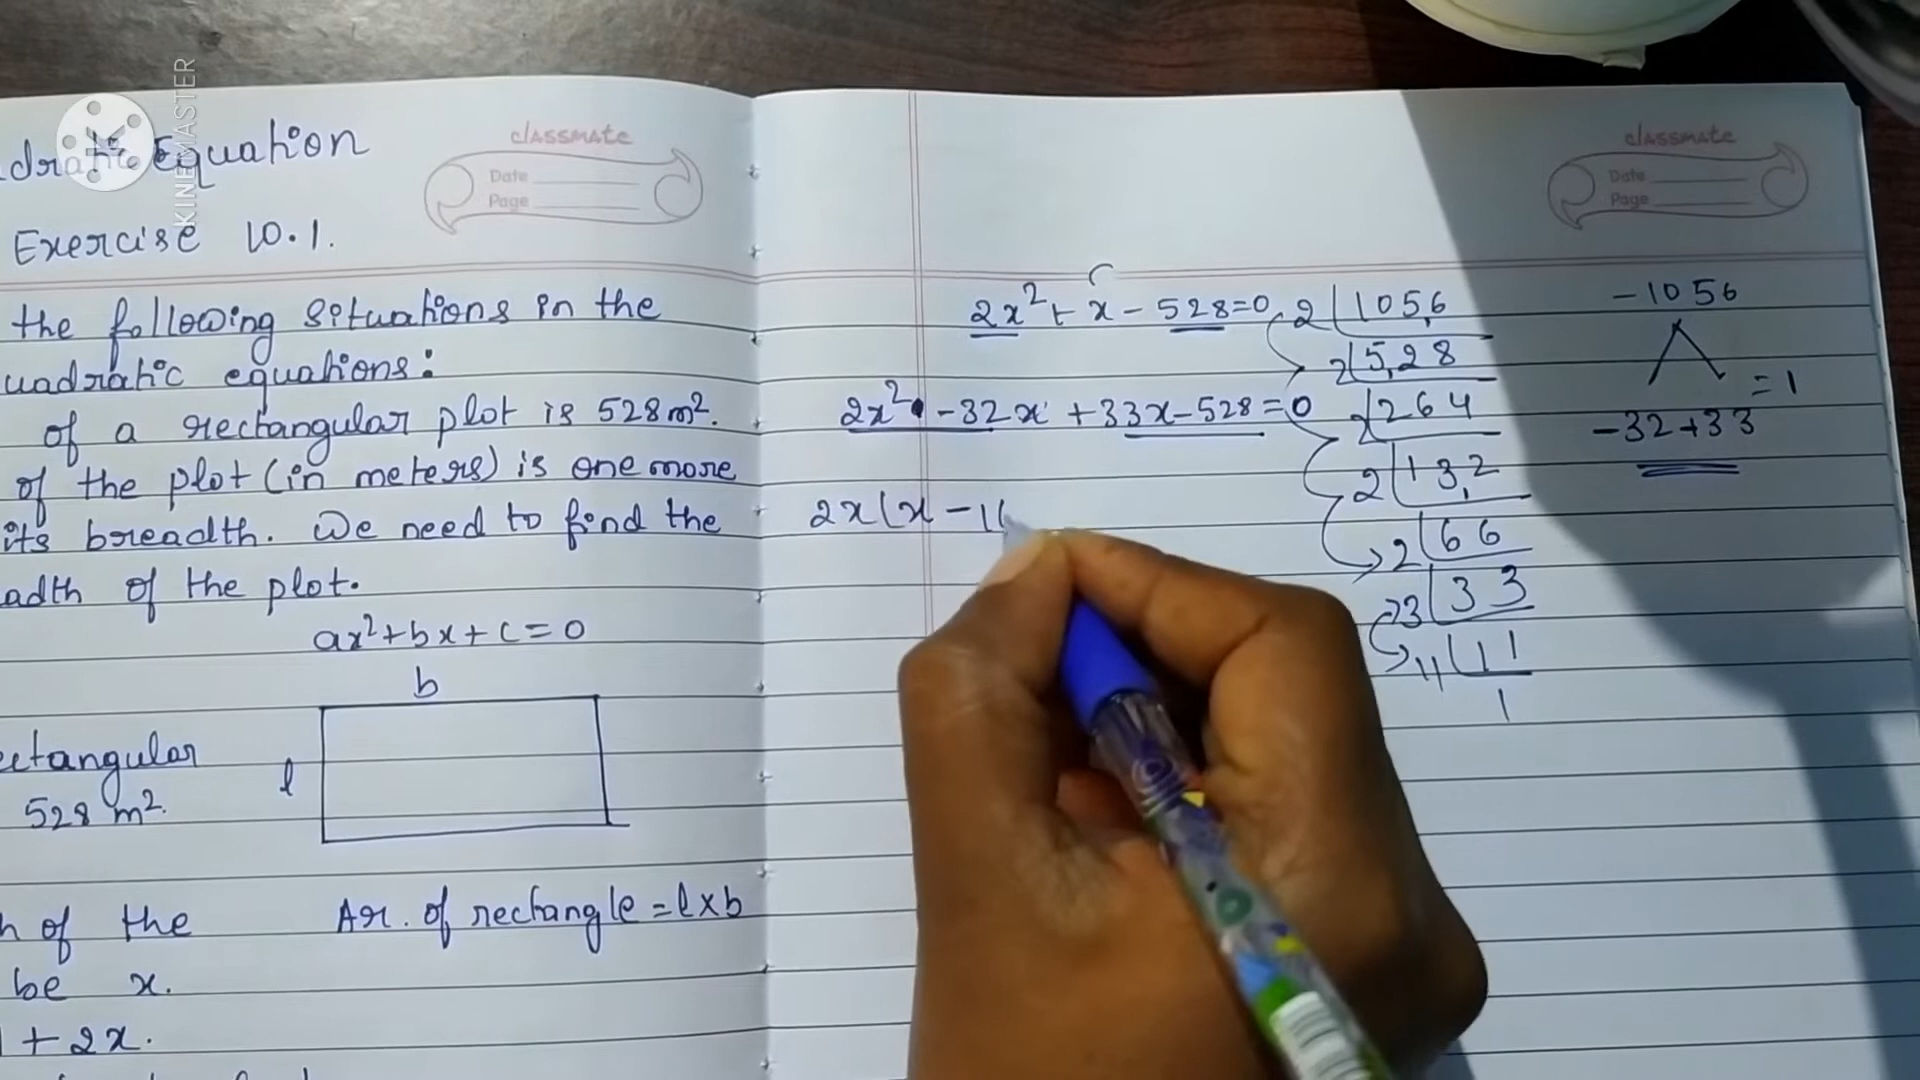 KINEMASTER
Equation
classmate
Date
Page
Exercise 10.1.
the following situations in the
uadratic equations:
of a rectangular plot is 528m².
of the plot (in meters) is one more
its breadth. We need to find the
adth of the plot.
ax²+bx+c=0
b
ectangular
l
528 m².
of the
Ar. of rectangle = l×b
be x.
+ 2x.
classmate
Date
Page
2x² + x - 528=0
2x² - 32x + 33x - 528 = 0
2x(x - 1
2 1056
2 528
2 264
2 132
2 66
3 33
11 11
1
-1056
= 1
-32+33